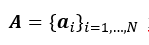 A = {aᵢ}ᵢ₌₁,...,N